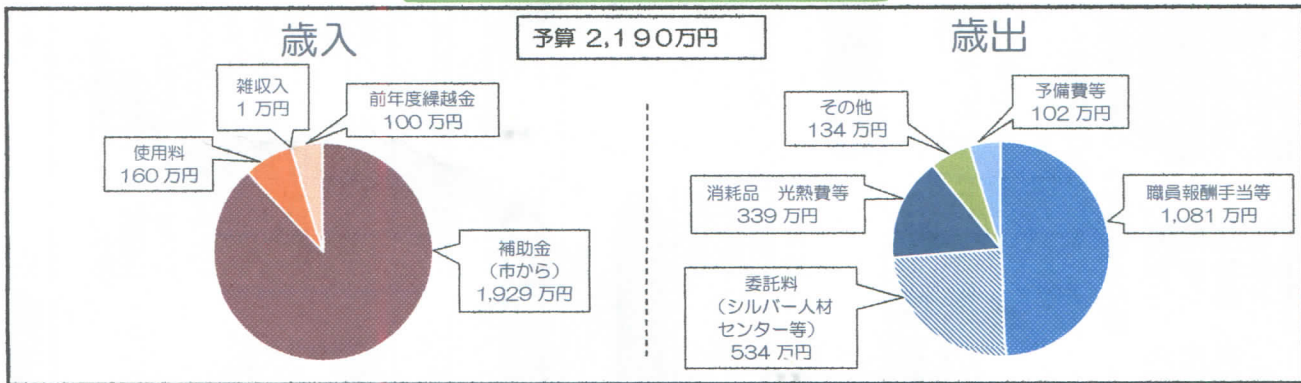 歳入
予算 2,190万円
歳出
雑収入
1 万円
前年度繰越金
100 万円
使用料
160 万円
補助金
（市から）
1,929 万円
その他
134 万円
予備費等
102 万円
消耗品　光熱費等
339 万円
職員報酬手当等
1,081 万円
委託料
（シルバー人材
センター等）
534 万円